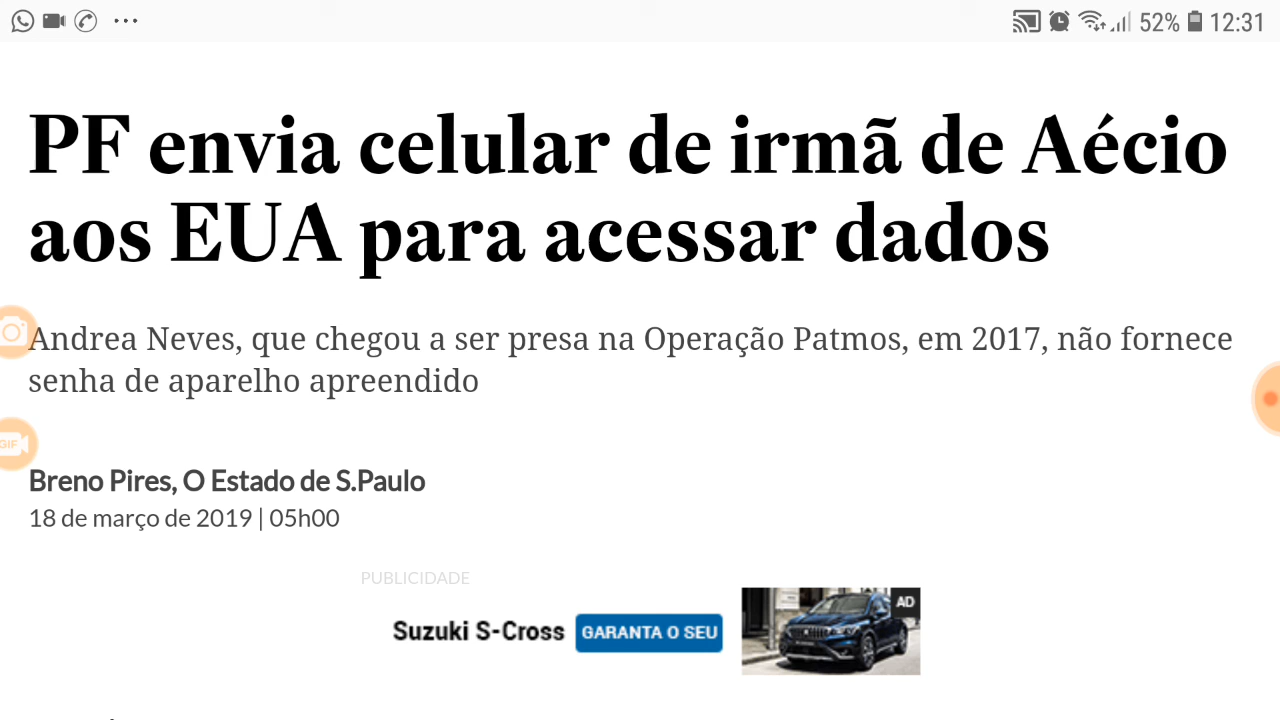 52% 12:31
PF envia celular de irmã de Aécio
aos EUA para acessar dados
Andrea Neves, que chegou a ser presa na Operação Patmos, em 2017, não fornece
senha de aparelho apreendido
GIF
Breno Pires, O Estado de S.Paulo
18 de março de 2019 | 05h00
PUBLICIDADE
Suzuki S-Cross GARANTA O SEU AD